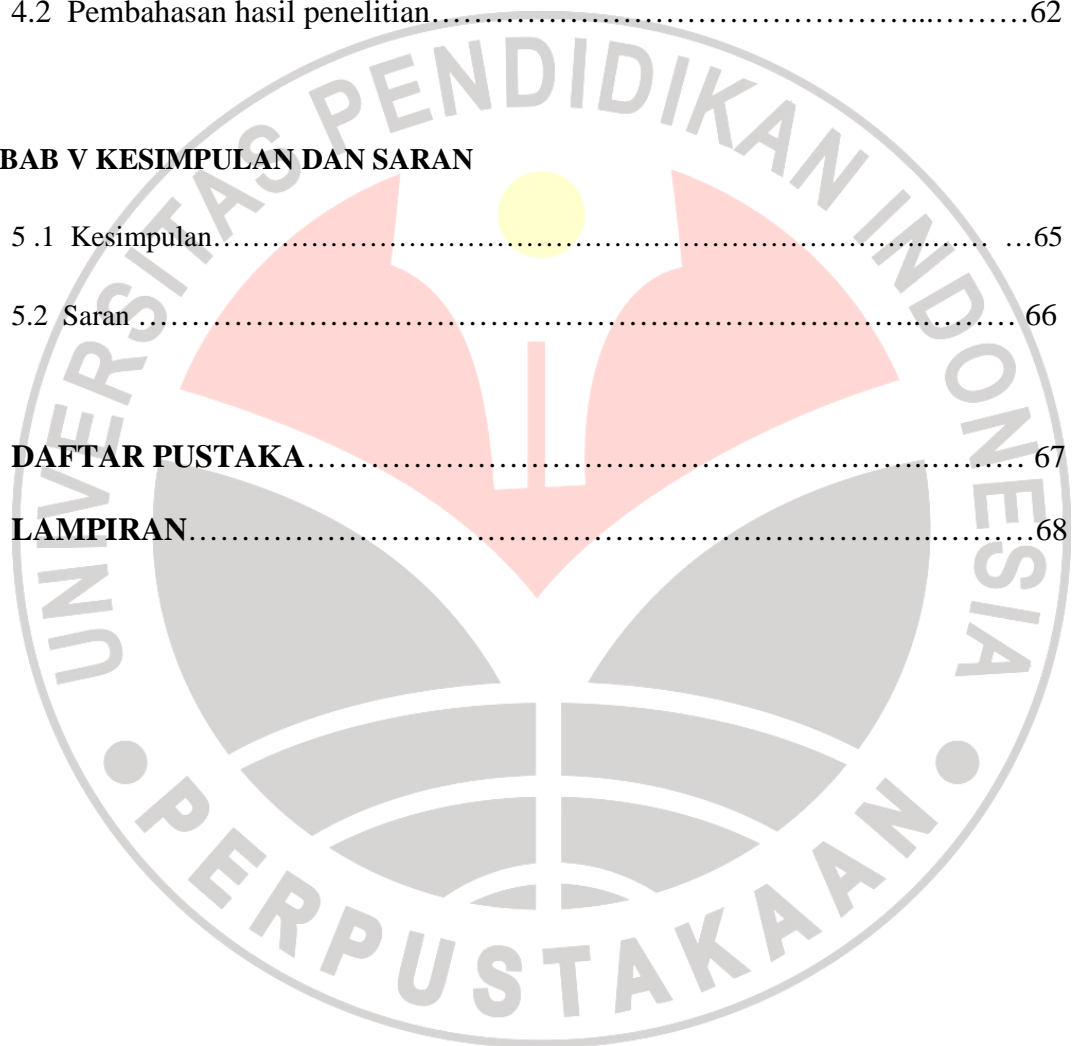 4.2 Pembahasan hasil penelitian……………………………………………...………62
BAB V KESIMPULAN DAN SARAN
5 .1 Kesimpulan…………………………………………………………………… …65
5.2 Saran …………………………………………………………………..……… 66
DAFTAR PUSTAKA……………………………………………………..……… 67
LAMPIRAN………………………………………………………………..………68
UNIVERSITAS PENDIDIKAN INDONESIA
PERPUSTAKAAN